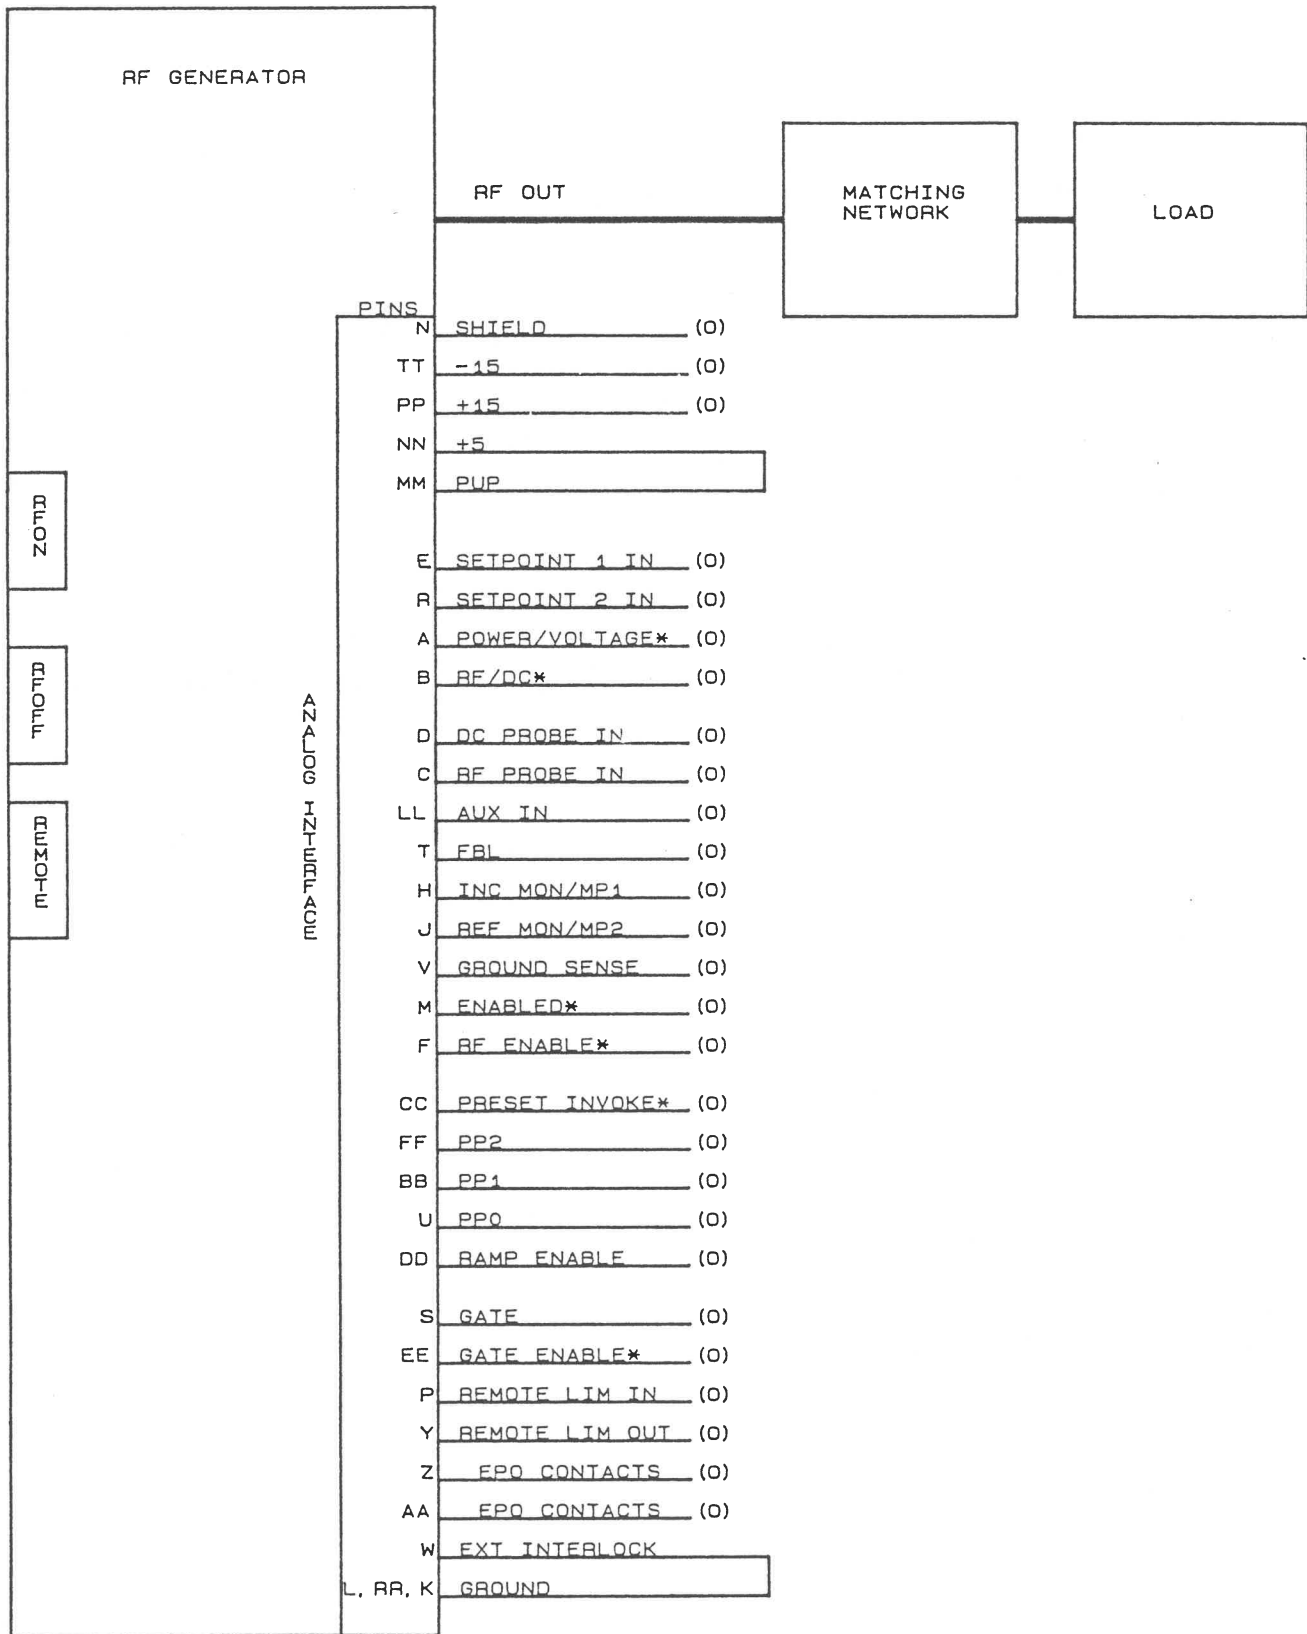 RF GENERATOR
RF OUT
MATCHING
NETWORK
LOAD
PINS
N SHIELD (O)
TT -15 (O)
PP +15 (O)
NN +5
MM PUP
RFON
E SETPOINT 1 IN (O)
R SETPOINT 2 IN (O)
A POWER/VOLTAGE* (O)
B RF/DC* (O)
RFOFF
ANALOG INTERFACE
D DC PROBE IN (O)
C RF PROBE IN (O)
REMOTE
LL AUX IN (O)
T FBL (O)
H INC MON/MP1 (O)
J REF MON/MP2 (O)
V GROUND SENSE (O)
M ENABLED* (O)
F RF ENABLE* (O)
CC PRESET INVOKE* (O)
FF PP2 (O)
BB PP1 (O)
U PP0 (O)
DD RAMP ENABLE (O)
S GATE (O)
EE GATE ENABLE* (O)
P REMOTE LIM IN (O)
Y REMOTE LIM OUT (O)
Z EPO CONTACTS (O)
AA EPO CONTACTS (O)
W EXT INTERLOCK
L, RR, K GROUND